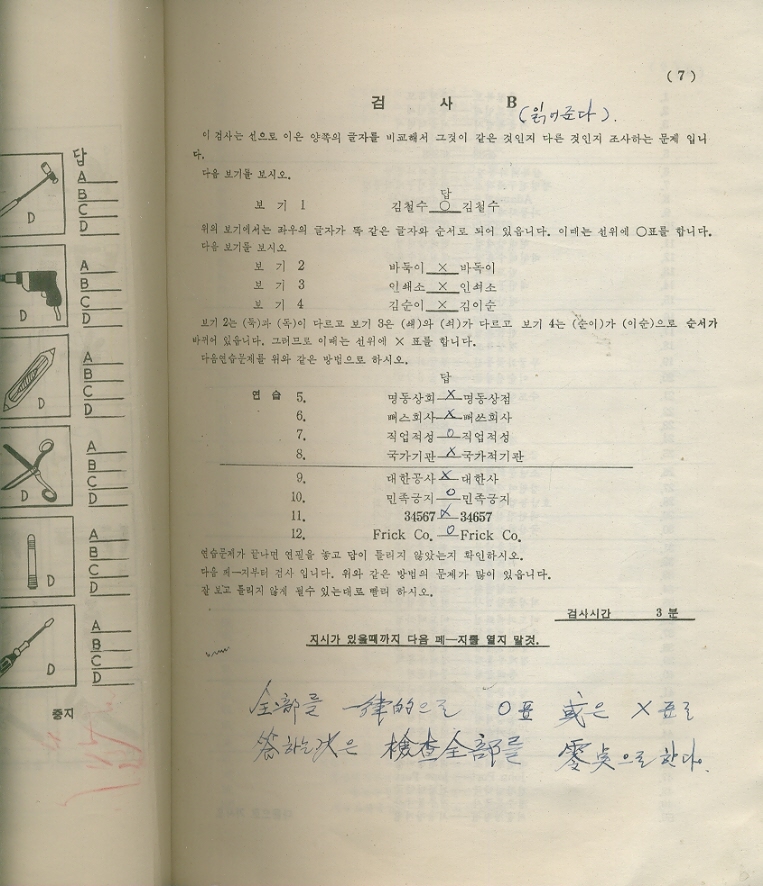 (7)
검 사 B
(읽어준다).
이 검사는 선으로 이은 양쪽의 글자를 비교해서 그것이 같은 것인지 다른 것인지 조사하는 문제 입니
다.
다음 보기를 보시오.
답
보 기 1 김철수 ○ 김철수
위의 보기에서는 좌우의 글자가 똑 같은 글자와 순서로 되어 있읍니다. 이때는 선위에 ○표를 합니다.
다음 보기를 보시오
보 기 2 바둑이 × 바독이
보 기 3 인쇄소 × 인쇠소
보 기 4 김순이 × 김이순
보기 2는 (둑)과 (독)이 다르고 보기 3은 (쇄)와 (쇠)가 다르고 보기 4는 (순이)가 (이순)으로 순서가
바뀌어 있읍니다. 그러므로 이때는 선위에 × 표를 합니다.
다음연습문제를 위와 같은 방법으로 하시오.
답
연 습 5. 명동상회 × 명동상점
6. 뻐스회사 × 뻐쓰회사
7. 직업적성 ○ 직업적성
8. 국가기관 × 국가적기관
9. 대한공사 × 대한사
10. 민족긍지 ○ 민족긍지
11. 34567 × 34657
12. Frick Co. ○ Frick Co.
연습문제가 끝나면 연필을 놓고 답이 틀리지 않았는지 확인하시오.
다음 페―지부터 검사 입니다. 위와 같은 방법의 문제가 많이 있읍니다.
잘 보고 틀리지 않게 될수 있는대로 빨리 하시오.
검사시간 3 분
지시가 있을때까지 다음 페―지를 열지 말것.
全部를 一律的으로 ○표 或은 ×표로
答하는것은 檢査全部를 零点으로 한다.
답
A
B
C
D
D
A
B
C
D
D
A
B
C
D
D
A
B
C
D
D
A
B
C
D
D
A
B
C
D
D
중지